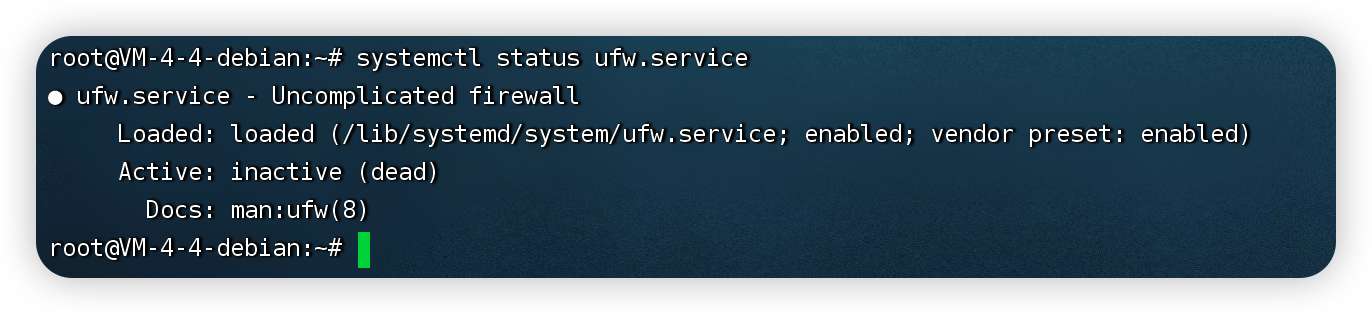 root@VM-4-4-debian:~# systemctl status ufw.service
● ufw.service - Uncomplicated firewall
     Loaded: loaded (/lib/systemd/system/ufw.service; enabled; vendor preset: enabled)
     Active: inactive (dead)
       Docs: man:ufw(8)
root@VM-4-4-debian:~#